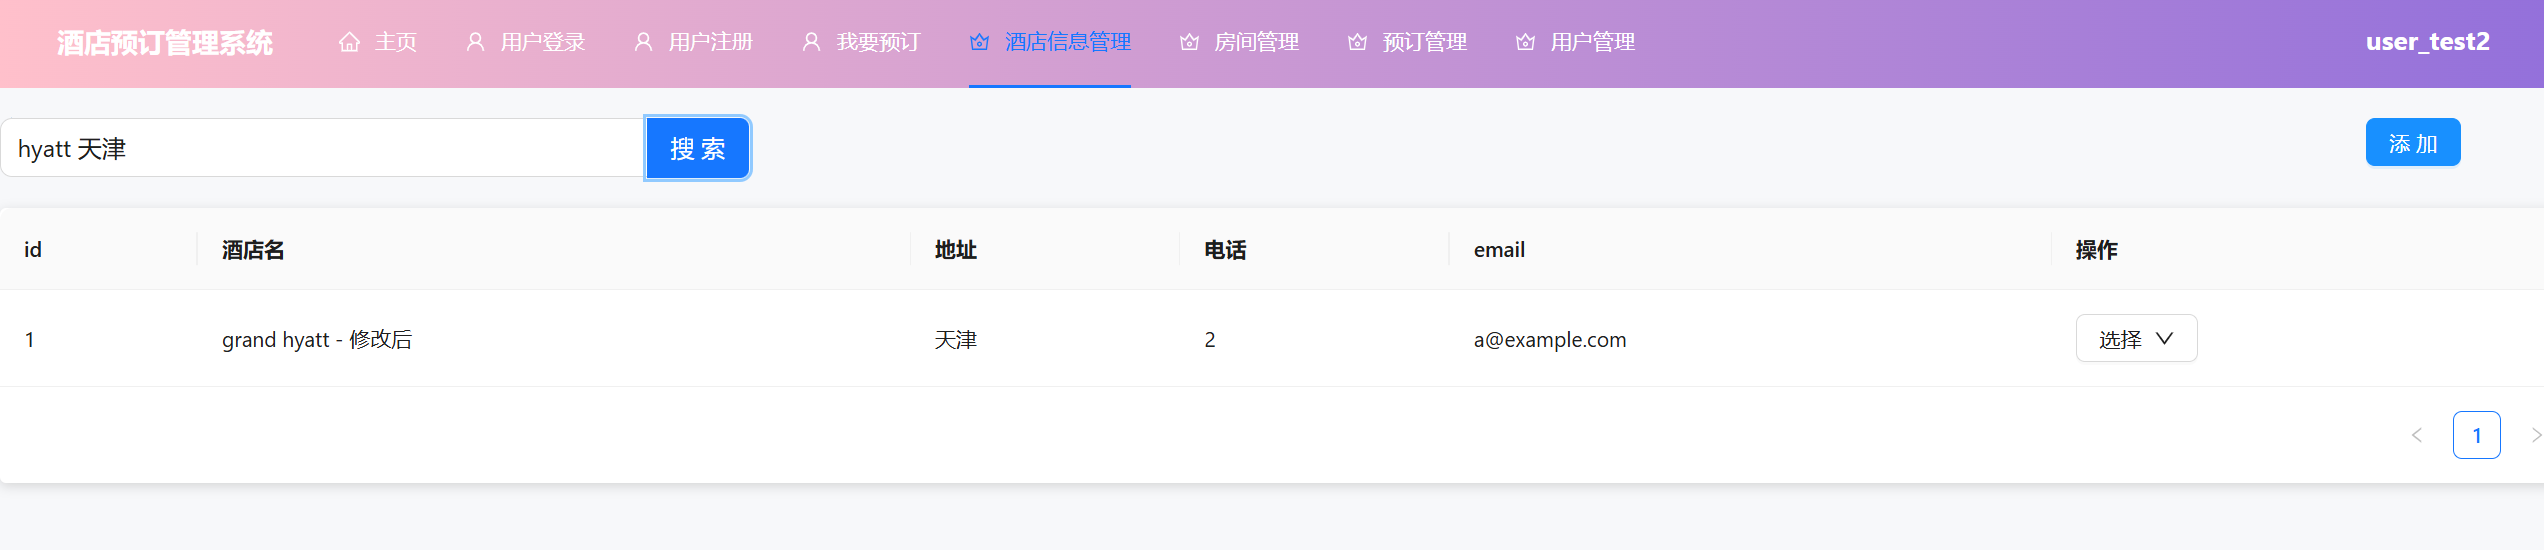 酒店预订管理系统 主页 用户登录 用户注册 我要预订 酒店信息管理 房间管理 预订管理 用户管理 user_test2
hyatt 天津 搜 索 添 加
id 酒店名 地址 电话 email 操作
1 grand hyatt - 修改后 天津 2 a@example.com 选择
1